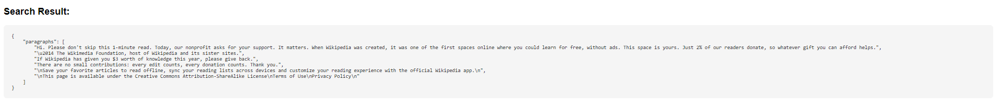 Search Result:
{
    "paragraphs": [
        "Hi. Please don't skip this 1-minute read. Today, our nonprofit asks for your support. It matters. When Wikipedia was created, it was one of the first spaces online where you could learn for free, without ads. This space is yours. Just 2% of our readers donate, so whatever gift you can afford helps.",
        "\u2014 The Wikimedia Foundation, host of Wikipedia and its sister sites.",
        "If Wikipedia has given you $3 worth of knowledge this year, please give back.",
        "There are no small contributions: every edit counts, every donation counts. Thank you.",
        "\nSave your favorite articles to read offline, sync your reading lists across devices and customize your reading experience with the official Wikipedia app.\n",
        "\nThis page is available under the Creative Commons Attribution-ShareAlike License\nTerms of Use\nPrivacy Policy\n"
    ]
}